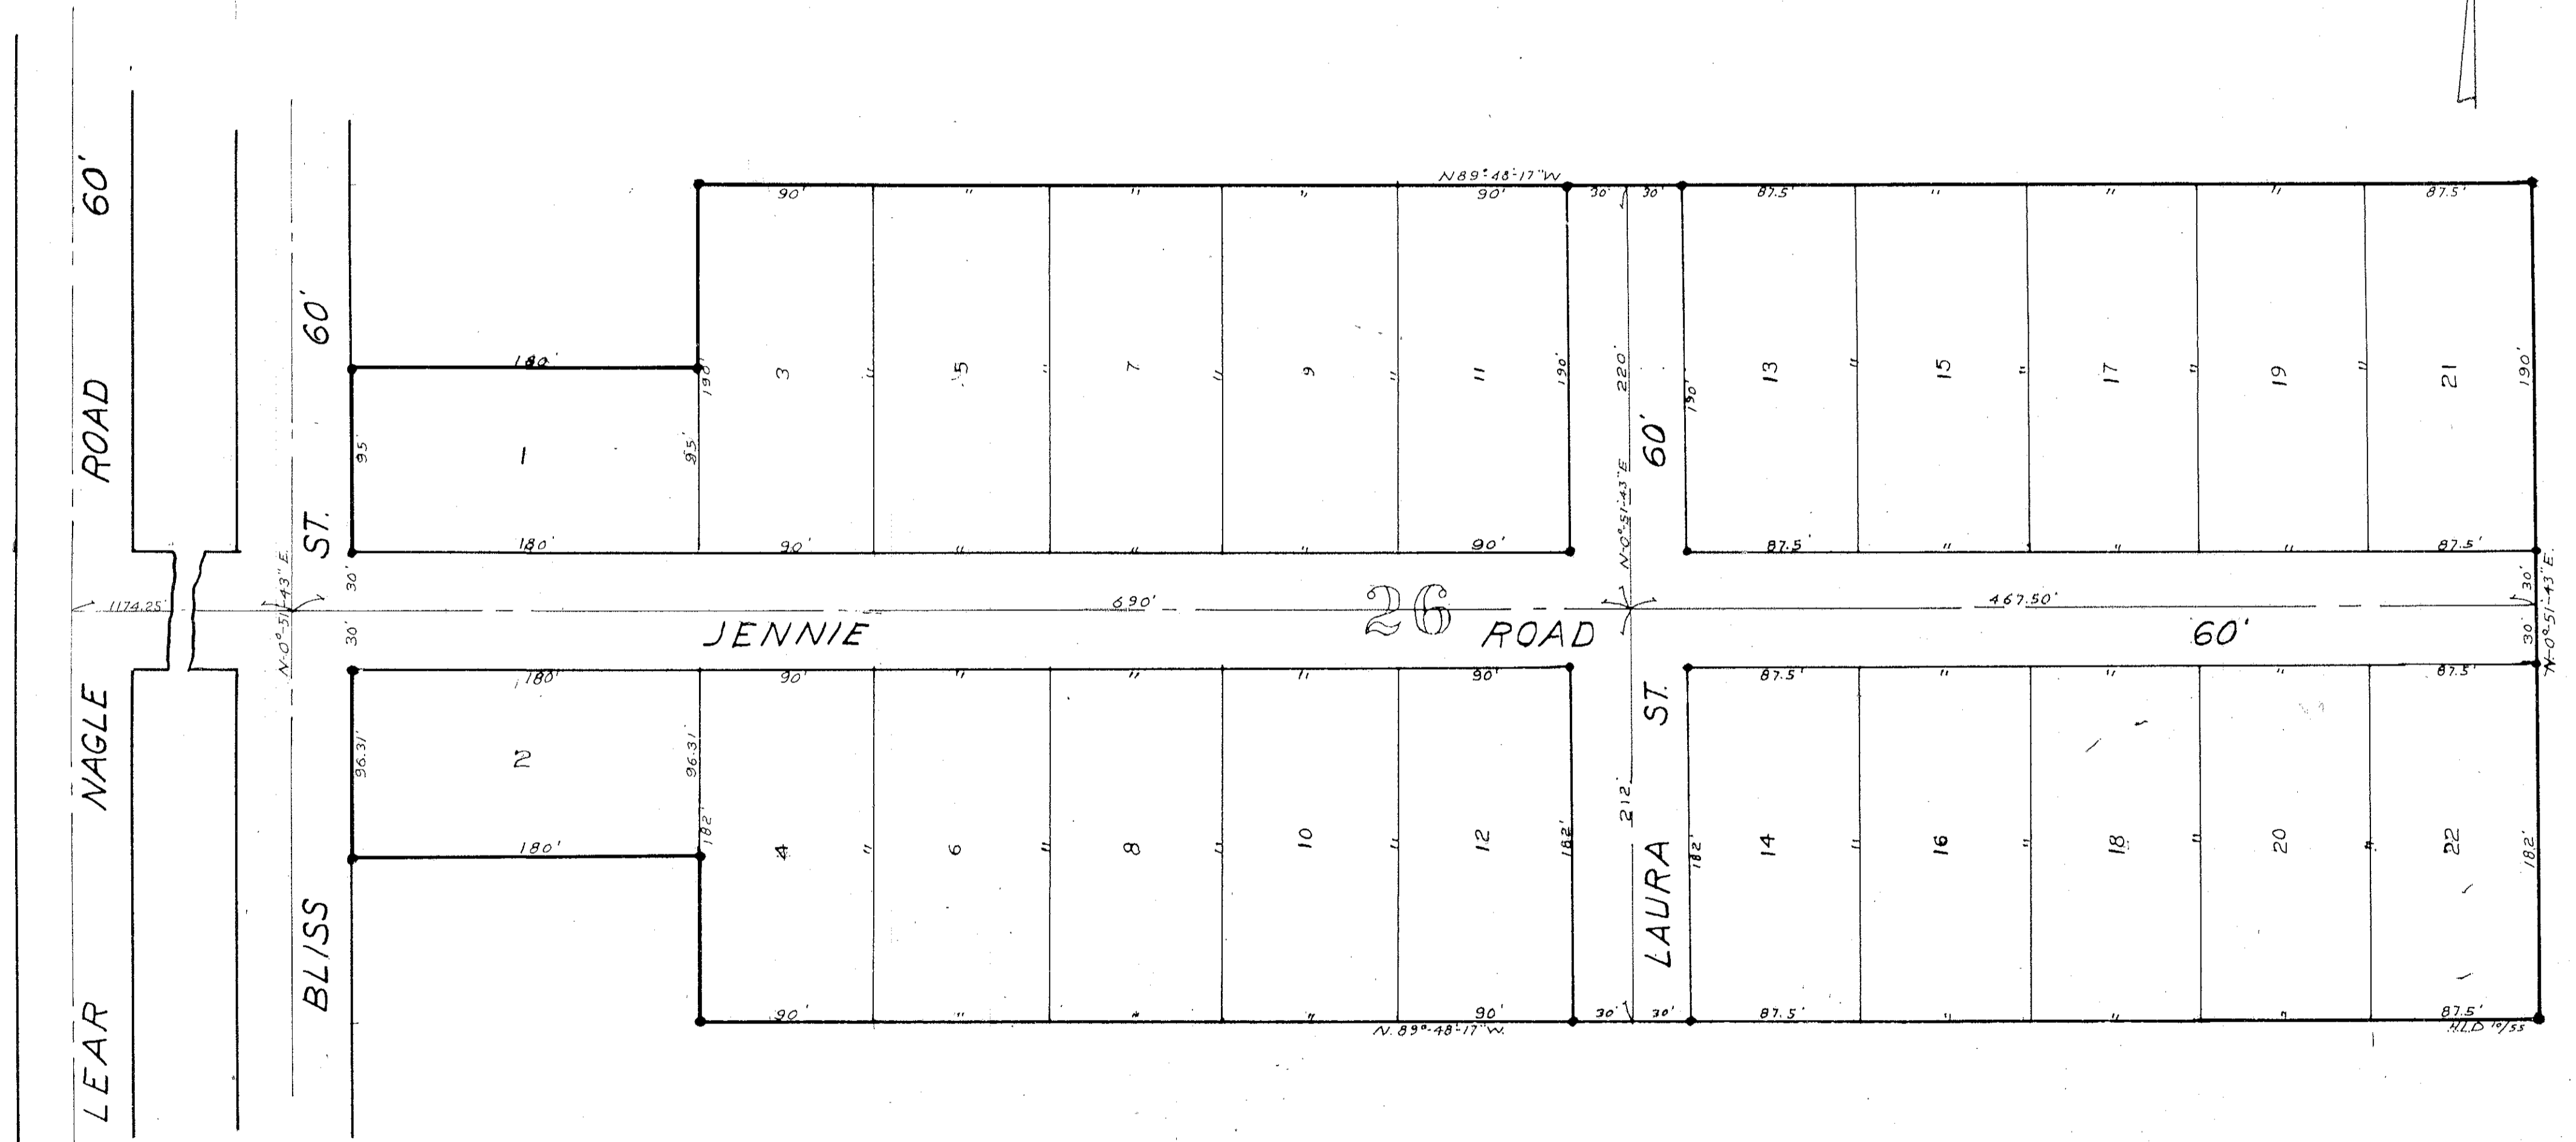 LEAR NAGLE ROAD 60'
BLISS ST. 60'
N89°-48'-17"W
90' " " " 90' 30' 30' 87.5' " " " 87.5'
180'
95' 1 95' 190' 3 " 5 " 7 " 9 " 11 190' 220' 190' 13 " 15 " 17 " 19 " 21 190'
180' 90' " " " 90' 87.5' " " " 87.5'
N-0°-51'-43"E
LAURA ST. 60'
N-0°-51'-43"E
30' 30'
1174.25' 690' 26 467.50'
JENNIE ROAD 60'
N-0°-51'-43"E.
30' 30'
180' 90' " " " 90' 87.5' " " " 87.5'
96.31' 2 96.31'
180'
182' 4 " 6 " 8 " 10 " 12 182' 212' 182' 14 " 16 " 18 " 20 " 22 182'
90' " " " 90' 30' 30' 87.5' " " " 87.5'
N.89°-48'-17"W.
H.L.D 10/55